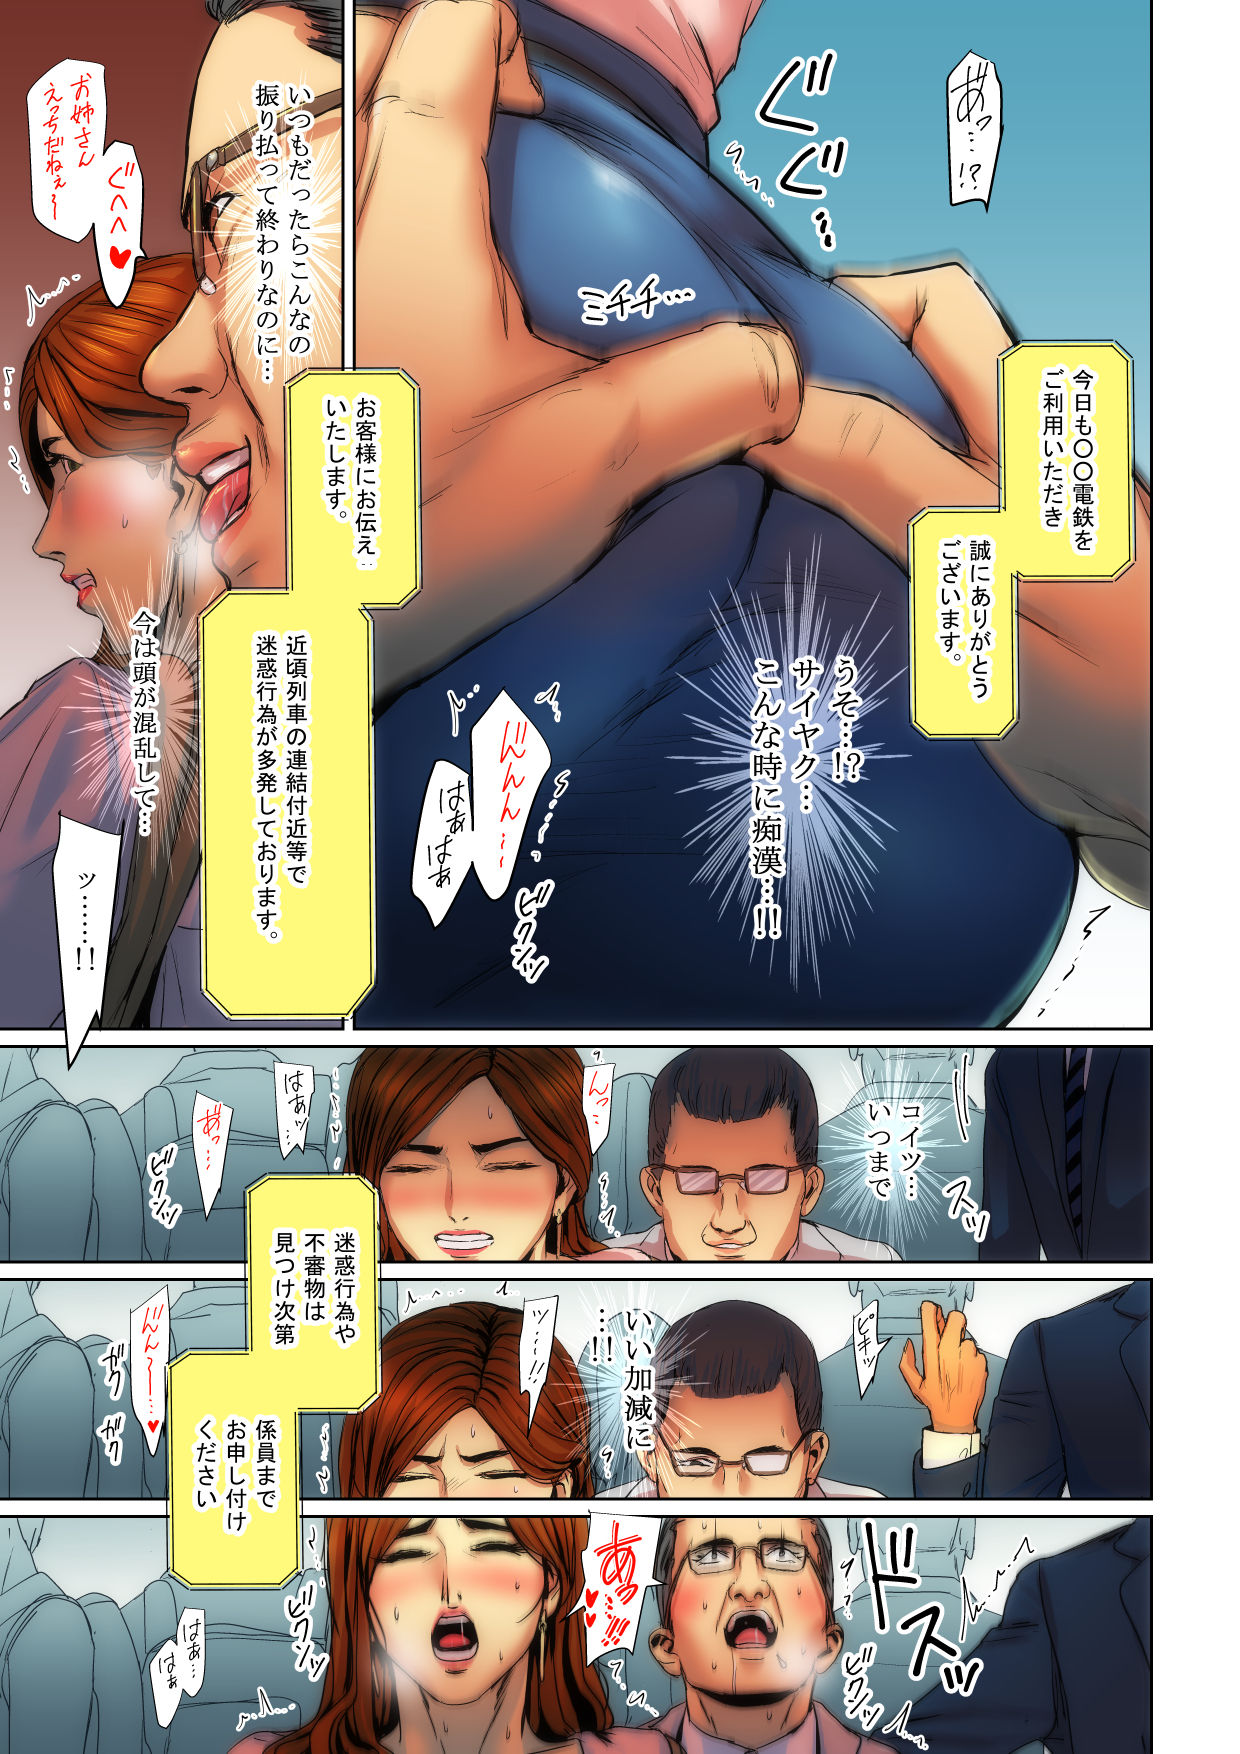 あっ…!?
ぐぐ
今日も〇〇電鉄を
ご利用いただき
誠にありがとう
ございます。
うそ…!?
サイヤク…
こんな時に痴漢…!!
ミチチ…
んんん…
はぁ
はぁ
ビクンッ
いつもだったらこんなの
振り払って終わりなのに…
お客様にお伝え
いたします。
近頃列車の連結付近等で
迷惑行為が多発しております。
お姉さん
えっちだねぇ～
ぐへへ♥
今は頭が混乱して…
ッ……!!
コイツ…
いつまで
スッ
んっ…
はぁッ…
あっ…
ビクンッ
迷惑行為や
不審物は
見つけ次第
係員まで
お申し付け
ください
ピキッ
いい加減に
…!!
ッ…!!
んん～…♥
ガク
ガク
ドスッ
あっ…!!!
ビクンッ
ビクンッ
はぁ…
はぁ